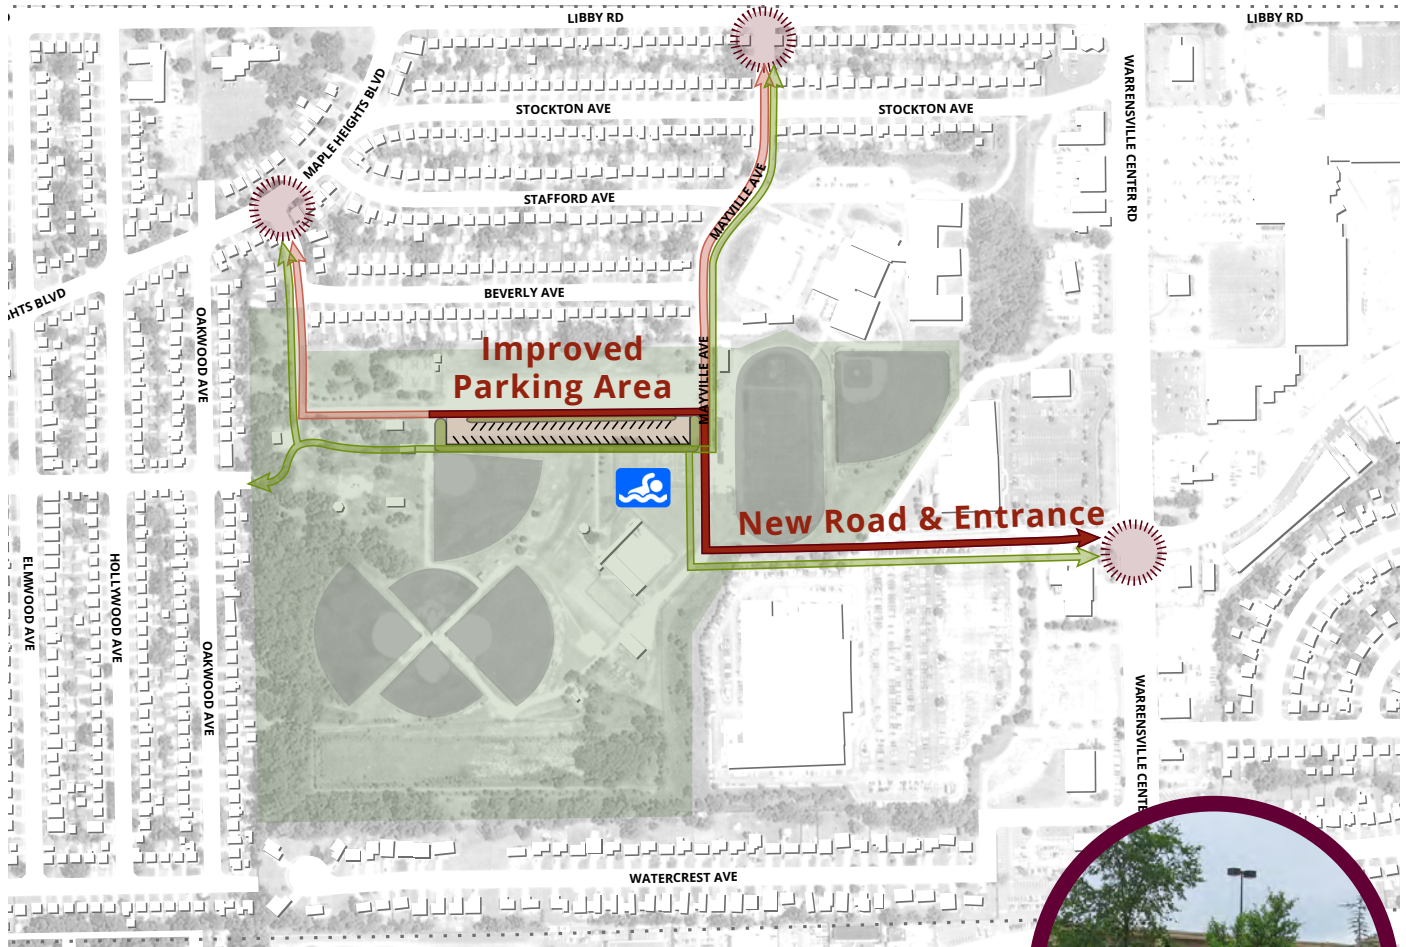 LIBBY RD
LIBBY RD
MAPLE HEIGHTS BLVD
STOCKTON AVE
STOCKTON AVE
WARRENSVILLE CENTER RD
STAFFORD AVE
MAYVILLE AVE
BEVERLY AVE
GHTS BLVD
OAKWOOD AVE
Improved
Parking Area
MAYVILLE AVE
New Road & Entrance
ELMWOOD AVE
HOLLYWOOD AVE
OAKWOOD AVE
WARRENSVILLE CENTE
WATERCREST AVE